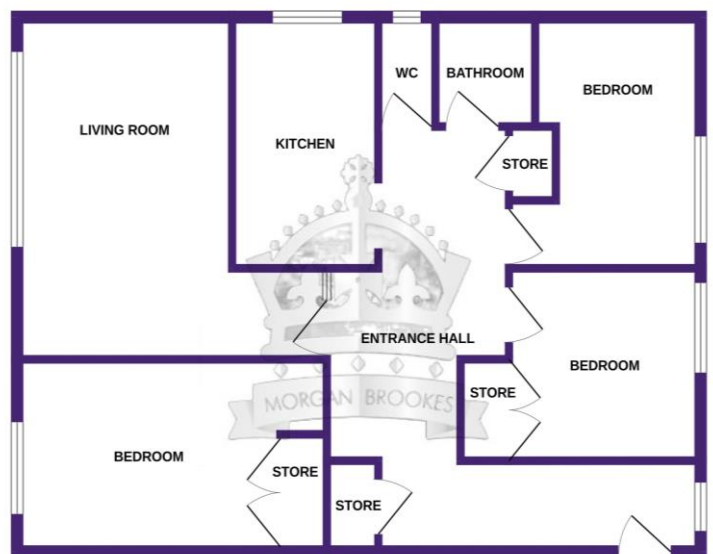 WC
BATHROOM
BEDROOM
LIVING ROOM
KITCHEN
STORE
ENTRANCE HALL
BEDROOM
STORE
MORGAN BROOKES
BEDROOM
STORE
STORE